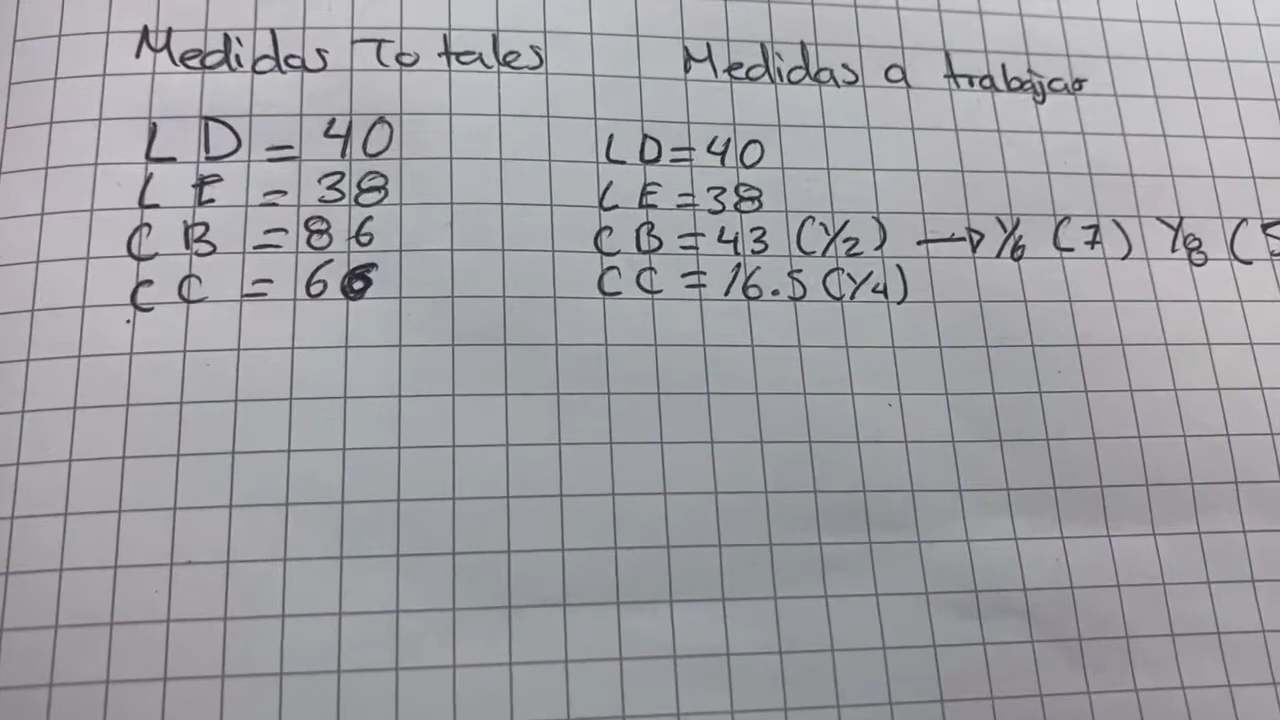 Medidas Totales
Medidas a trabajar
LD = 40
LE = 38
CB = 86
CC = 66
LD = 40
LE = 38
CB = 43 (1/2) → 1/6 (7) 1/8 (5
CC = 16.5 (1/4)